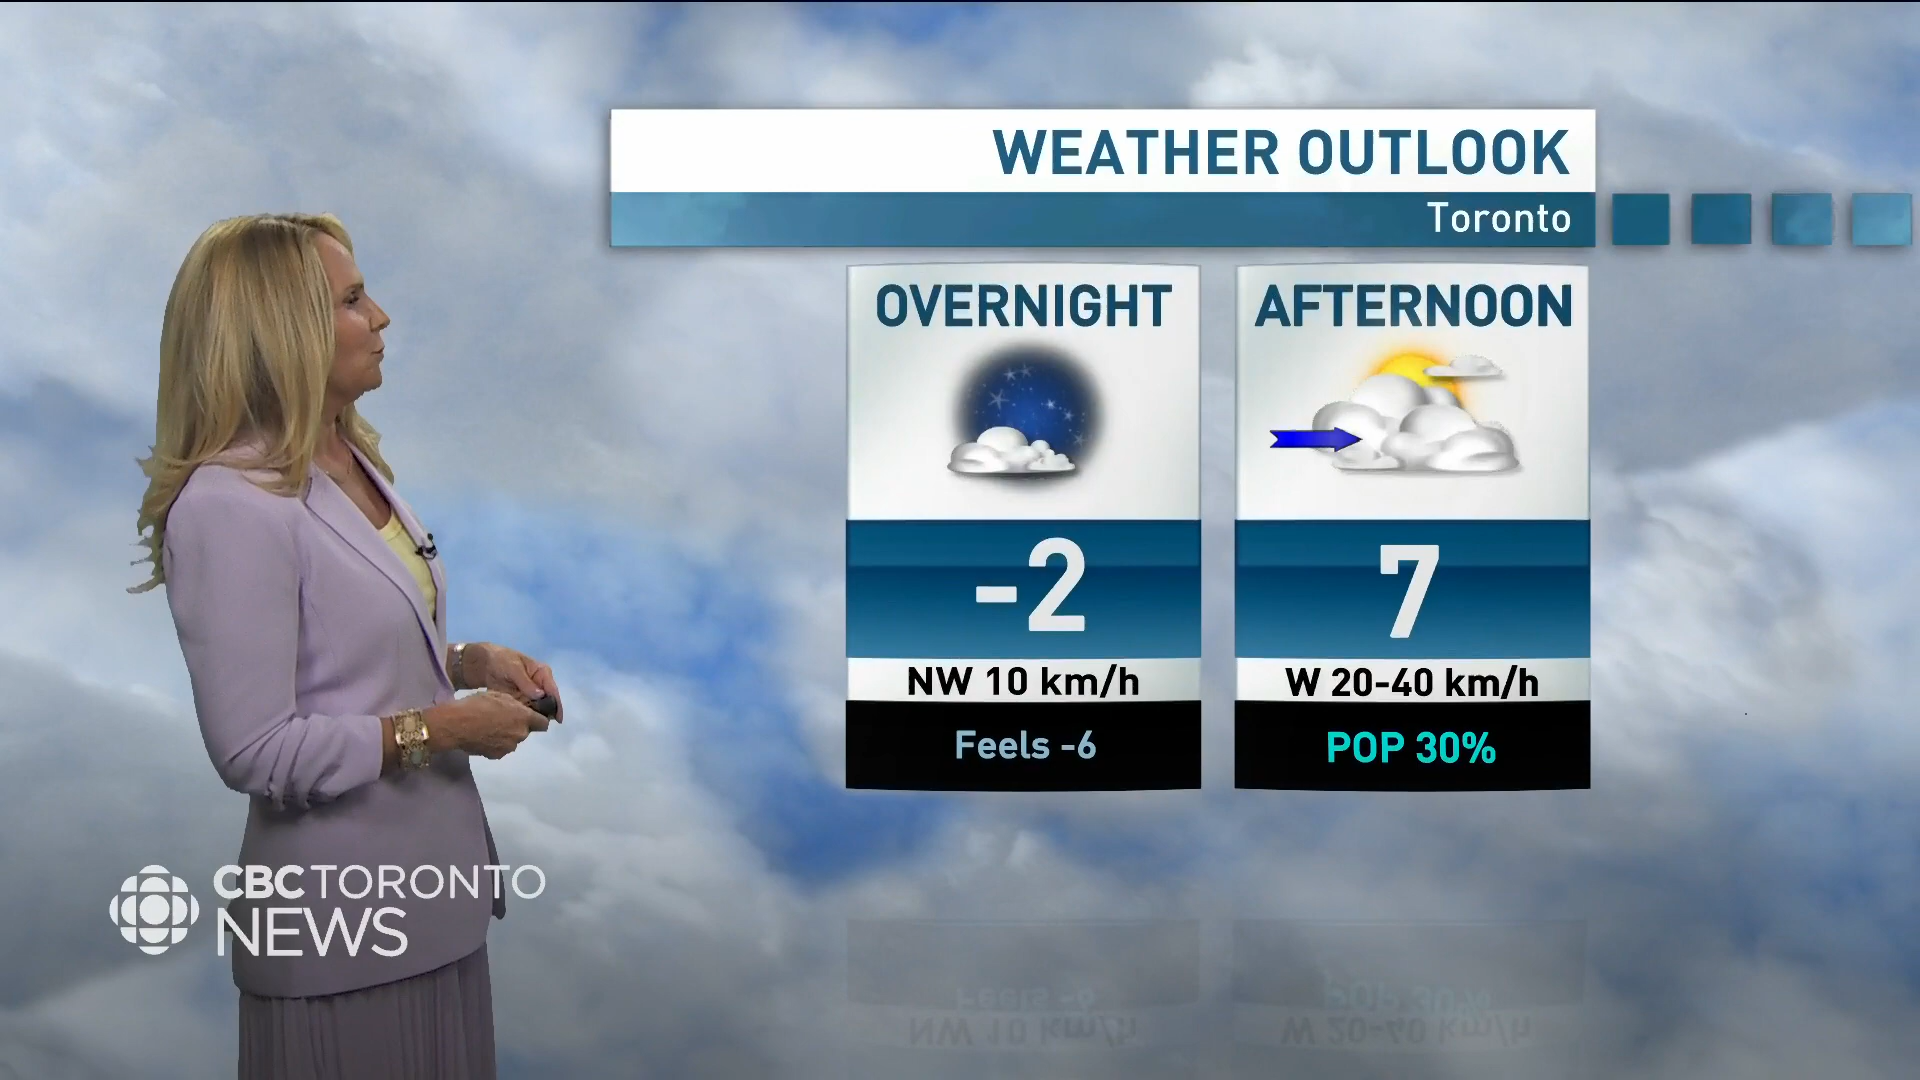 WEATHER OUTLOOK
Toronto
OVERNIGHT
-2
NW 10 km/h
Feels -6
AFTERNOON
7
W 20-40 km/h
POP 30%
CBC TORONTO
NEWS